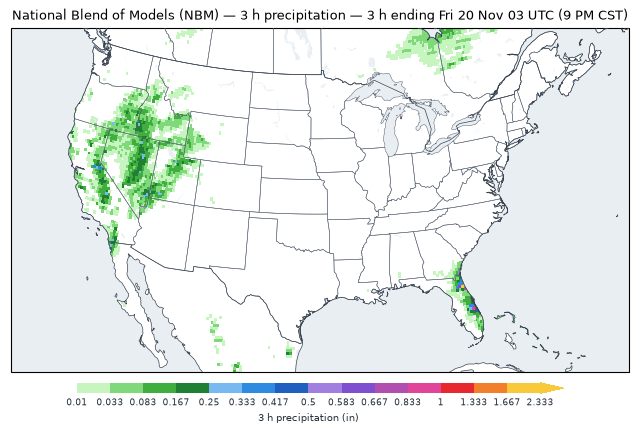 National Blend of Models (NBM) — 3 h precipitation — 3 h ending Fri 20 Nov 03 UTC (9 PM CST)
0.01 0.033 0.083 0.167 0.25 0.333 0.417 0.5 0.583 0.667 0.833 1 1.333 1.667 2.333
3 h precipitation (in)